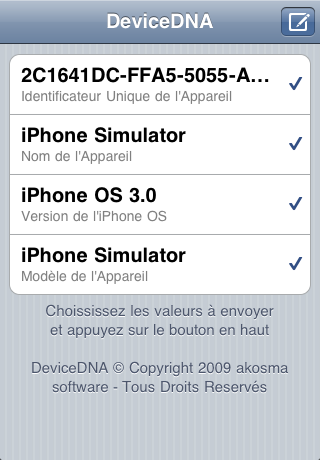 DeviceDNA
2C1641DC-FFA5-5055-A...
Identificateur Unique de l'Appareil
iPhone Simulator
Nom de l'Appareil
iPhone OS 3.0
Version de l'iPhone OS
iPhone Simulator
Modèle de l'Appareil
Choississez les valeurs à envoyer
et appuyez sur le bouton en haut
DeviceDNA © Copyright 2009 akosma
software - Tous Droits Reservés